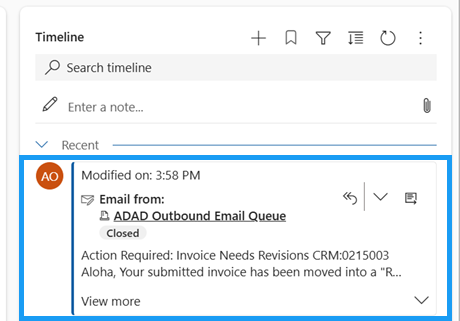 Timeline
Search timeline
Enter a note...
Recent
AO
Modified on: 3:58 PM
Email from:
ADAD Outbound Email Queue
Closed
Action Required: Invoice Needs Revisions CRM:0215003
Aloha, Your submitted invoice has been moved into a "R...
View more